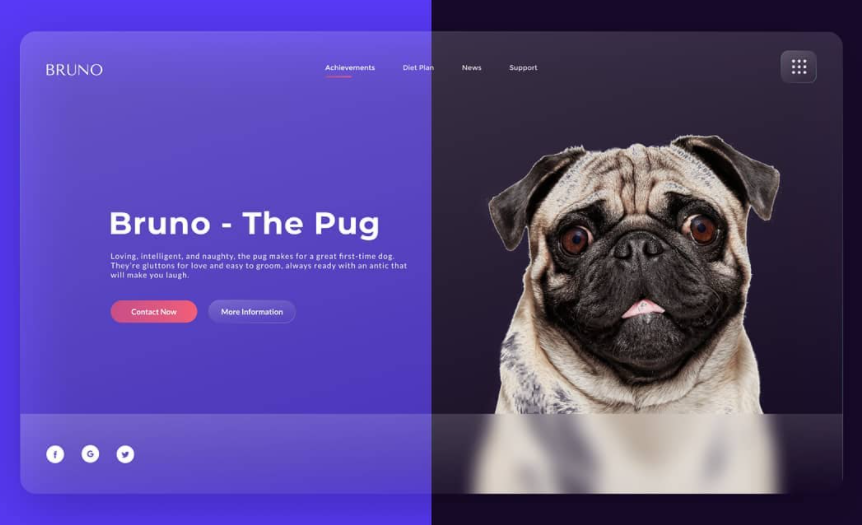 BRUNO
Achievements Diet Plan News Support
Bruno - The Pug
Loving, intelligent, and naughty, the pug makes for a great first-time dog.
They're gluttons for love and easy to groom, always ready with an antic that
will make you laugh.
Contact Now More Information
f G